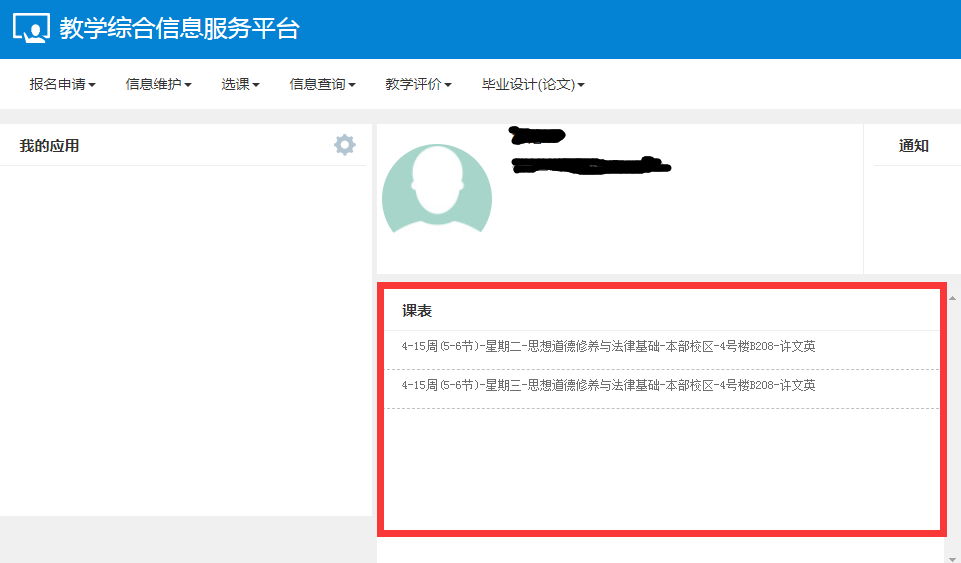 教学综合信息服务平台
报名申请 信息维护 选课 信息查询 教学评价 毕业设计(论文)
我的应用
通知
课表
4-15周(5-6节)-星期二-思想道德修养与法律基础-本部校区-4号楼B208-许文英
4-15周(5-6节)-星期三-思想道德修养与法律基础-本部校区-4号楼B208-许文英